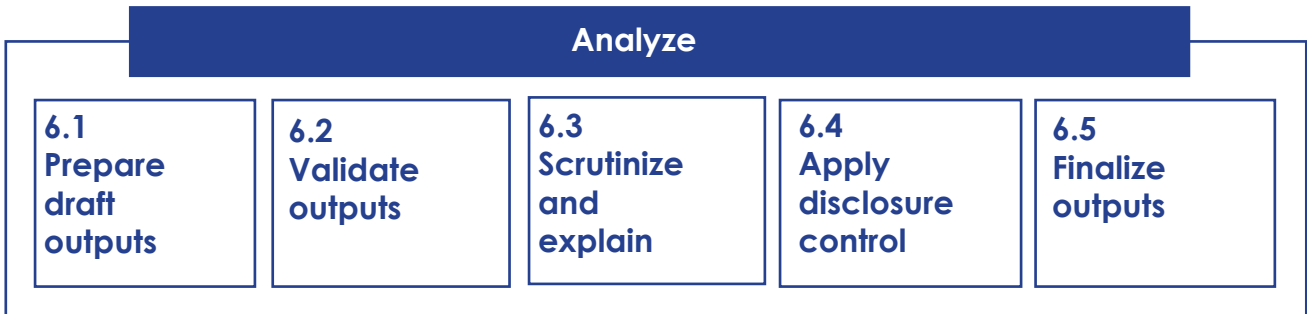 Analyze
6.1
Prepare
draft
outputs
6.2
Validate
outputs
6.3
Scrutinize
and
explain
6.4
Apply
disclosure
control
6.5
Finalize
outputs